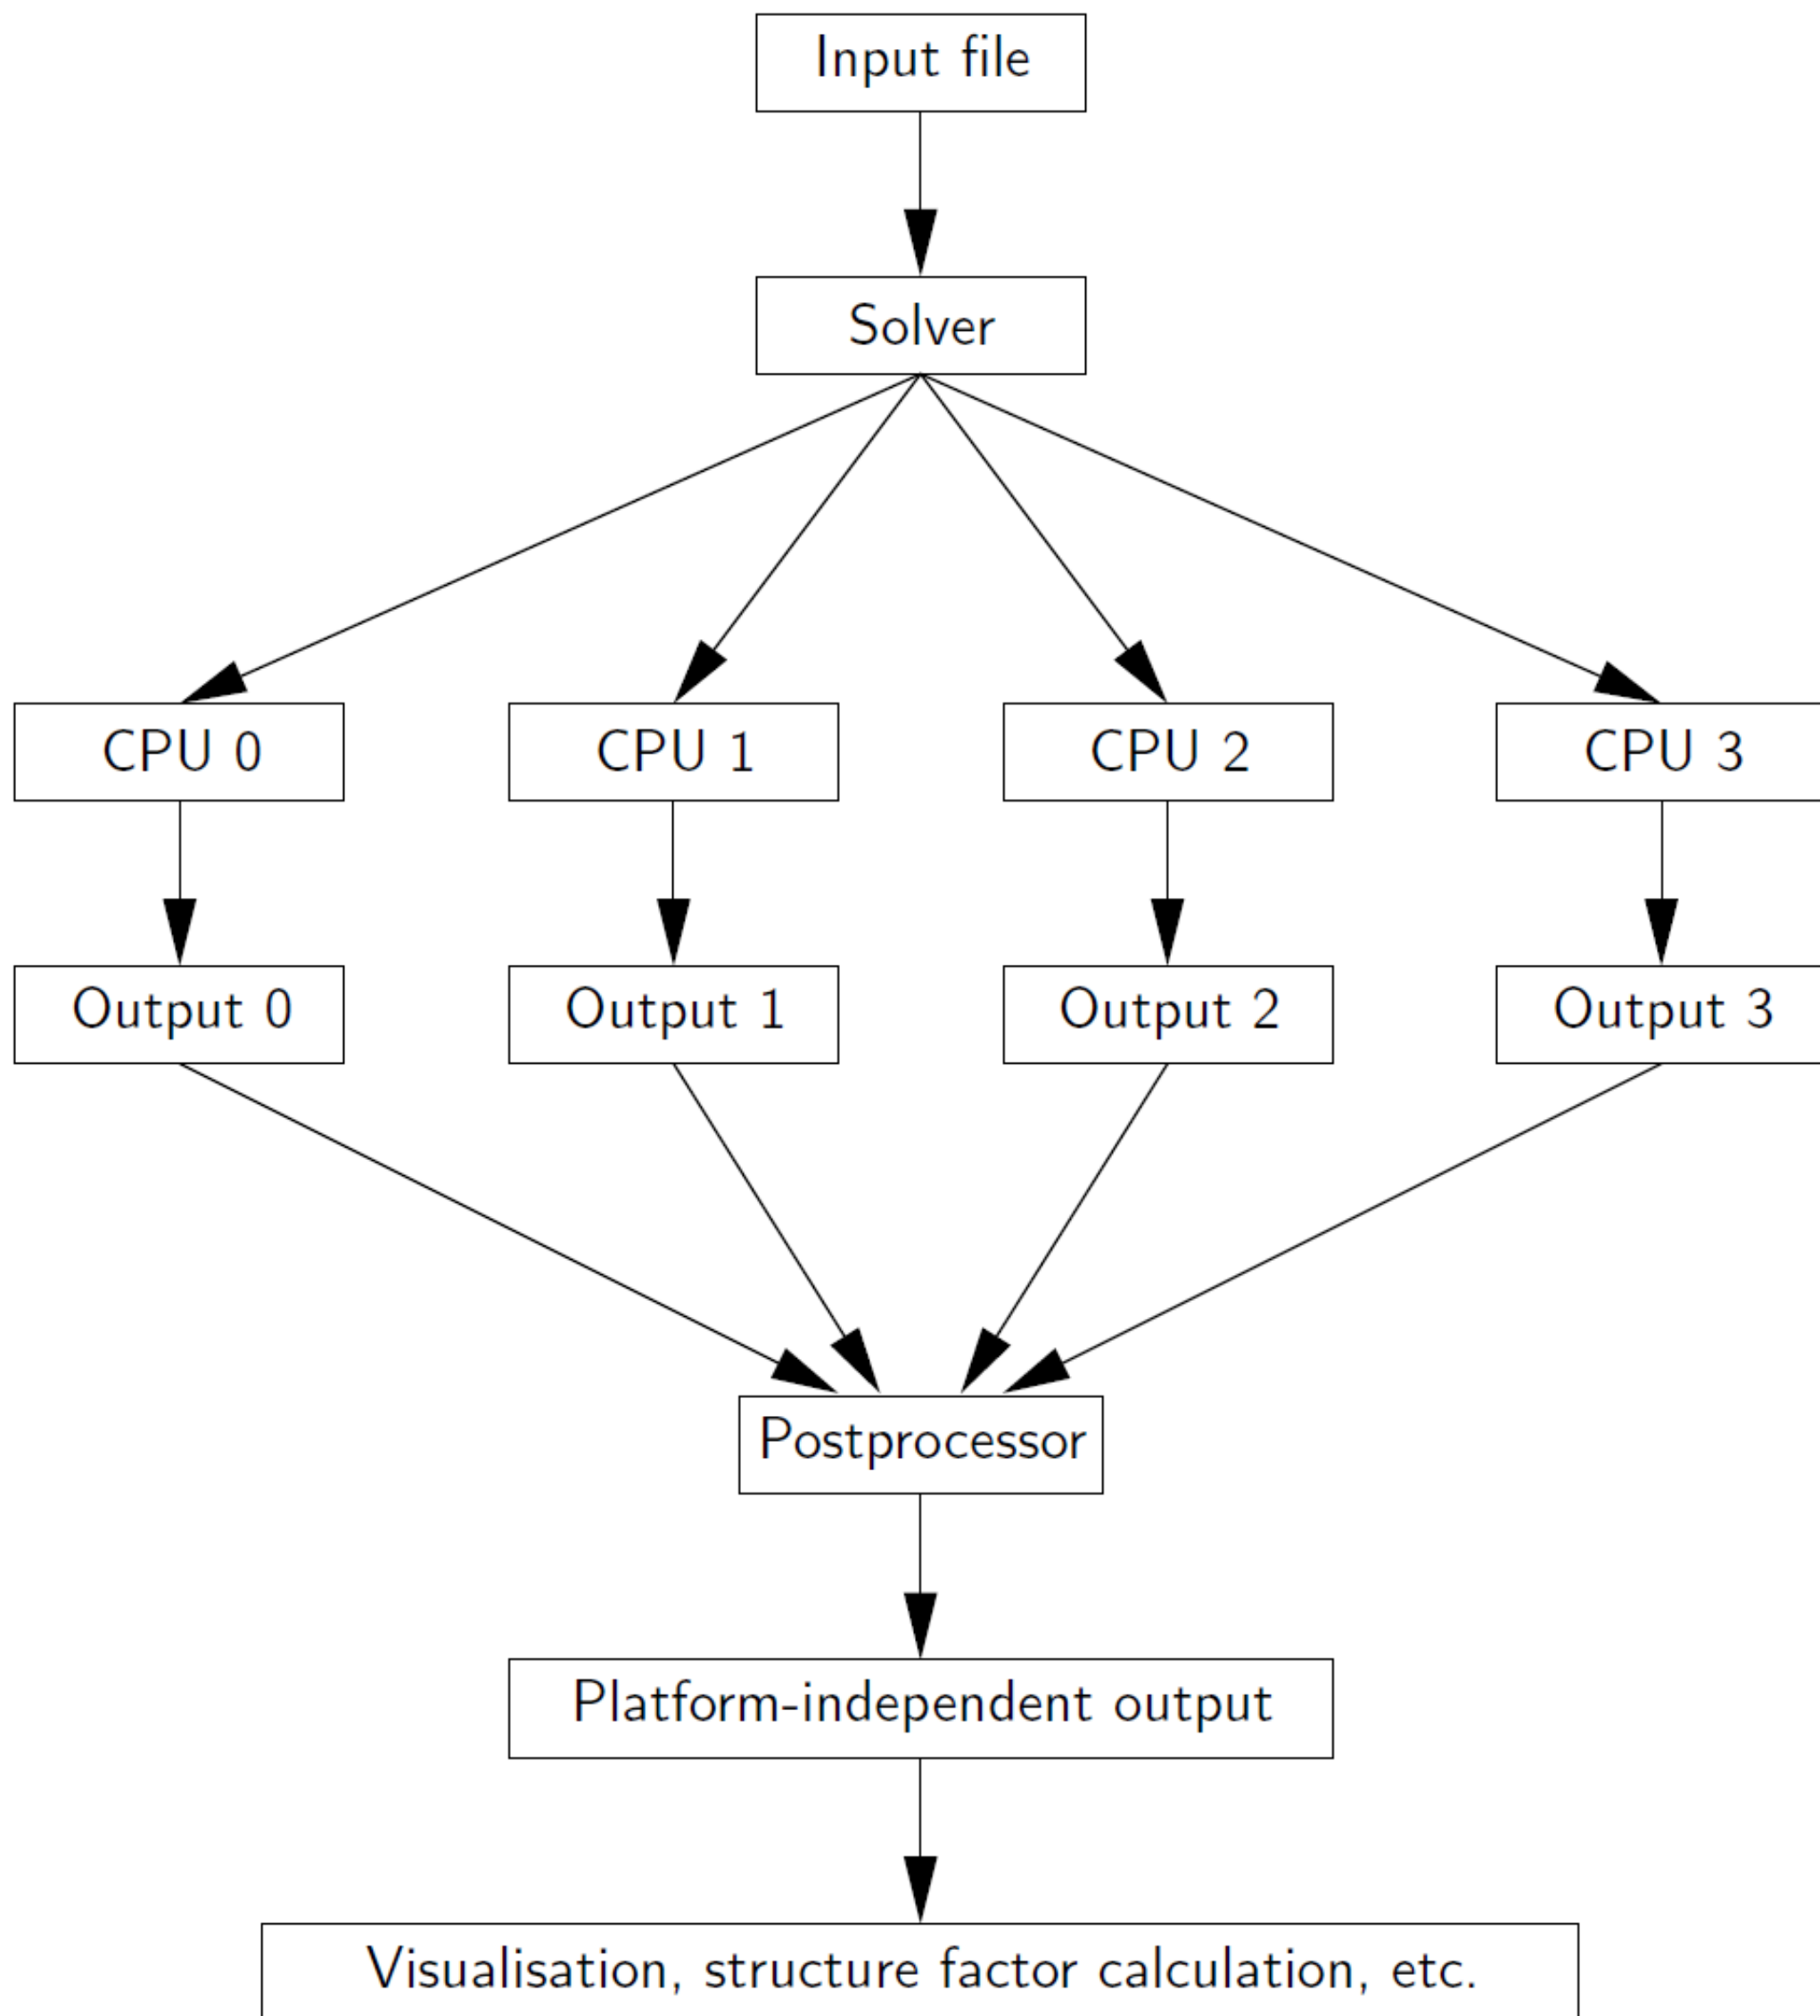 Input file
Solver
CPU 0
CPU 1
CPU 2
CPU 3
Output 0
Output 1
Output 2
Output 3
Postprocessor
Platform-independent output
Visualisation, structure factor calculation, etc.